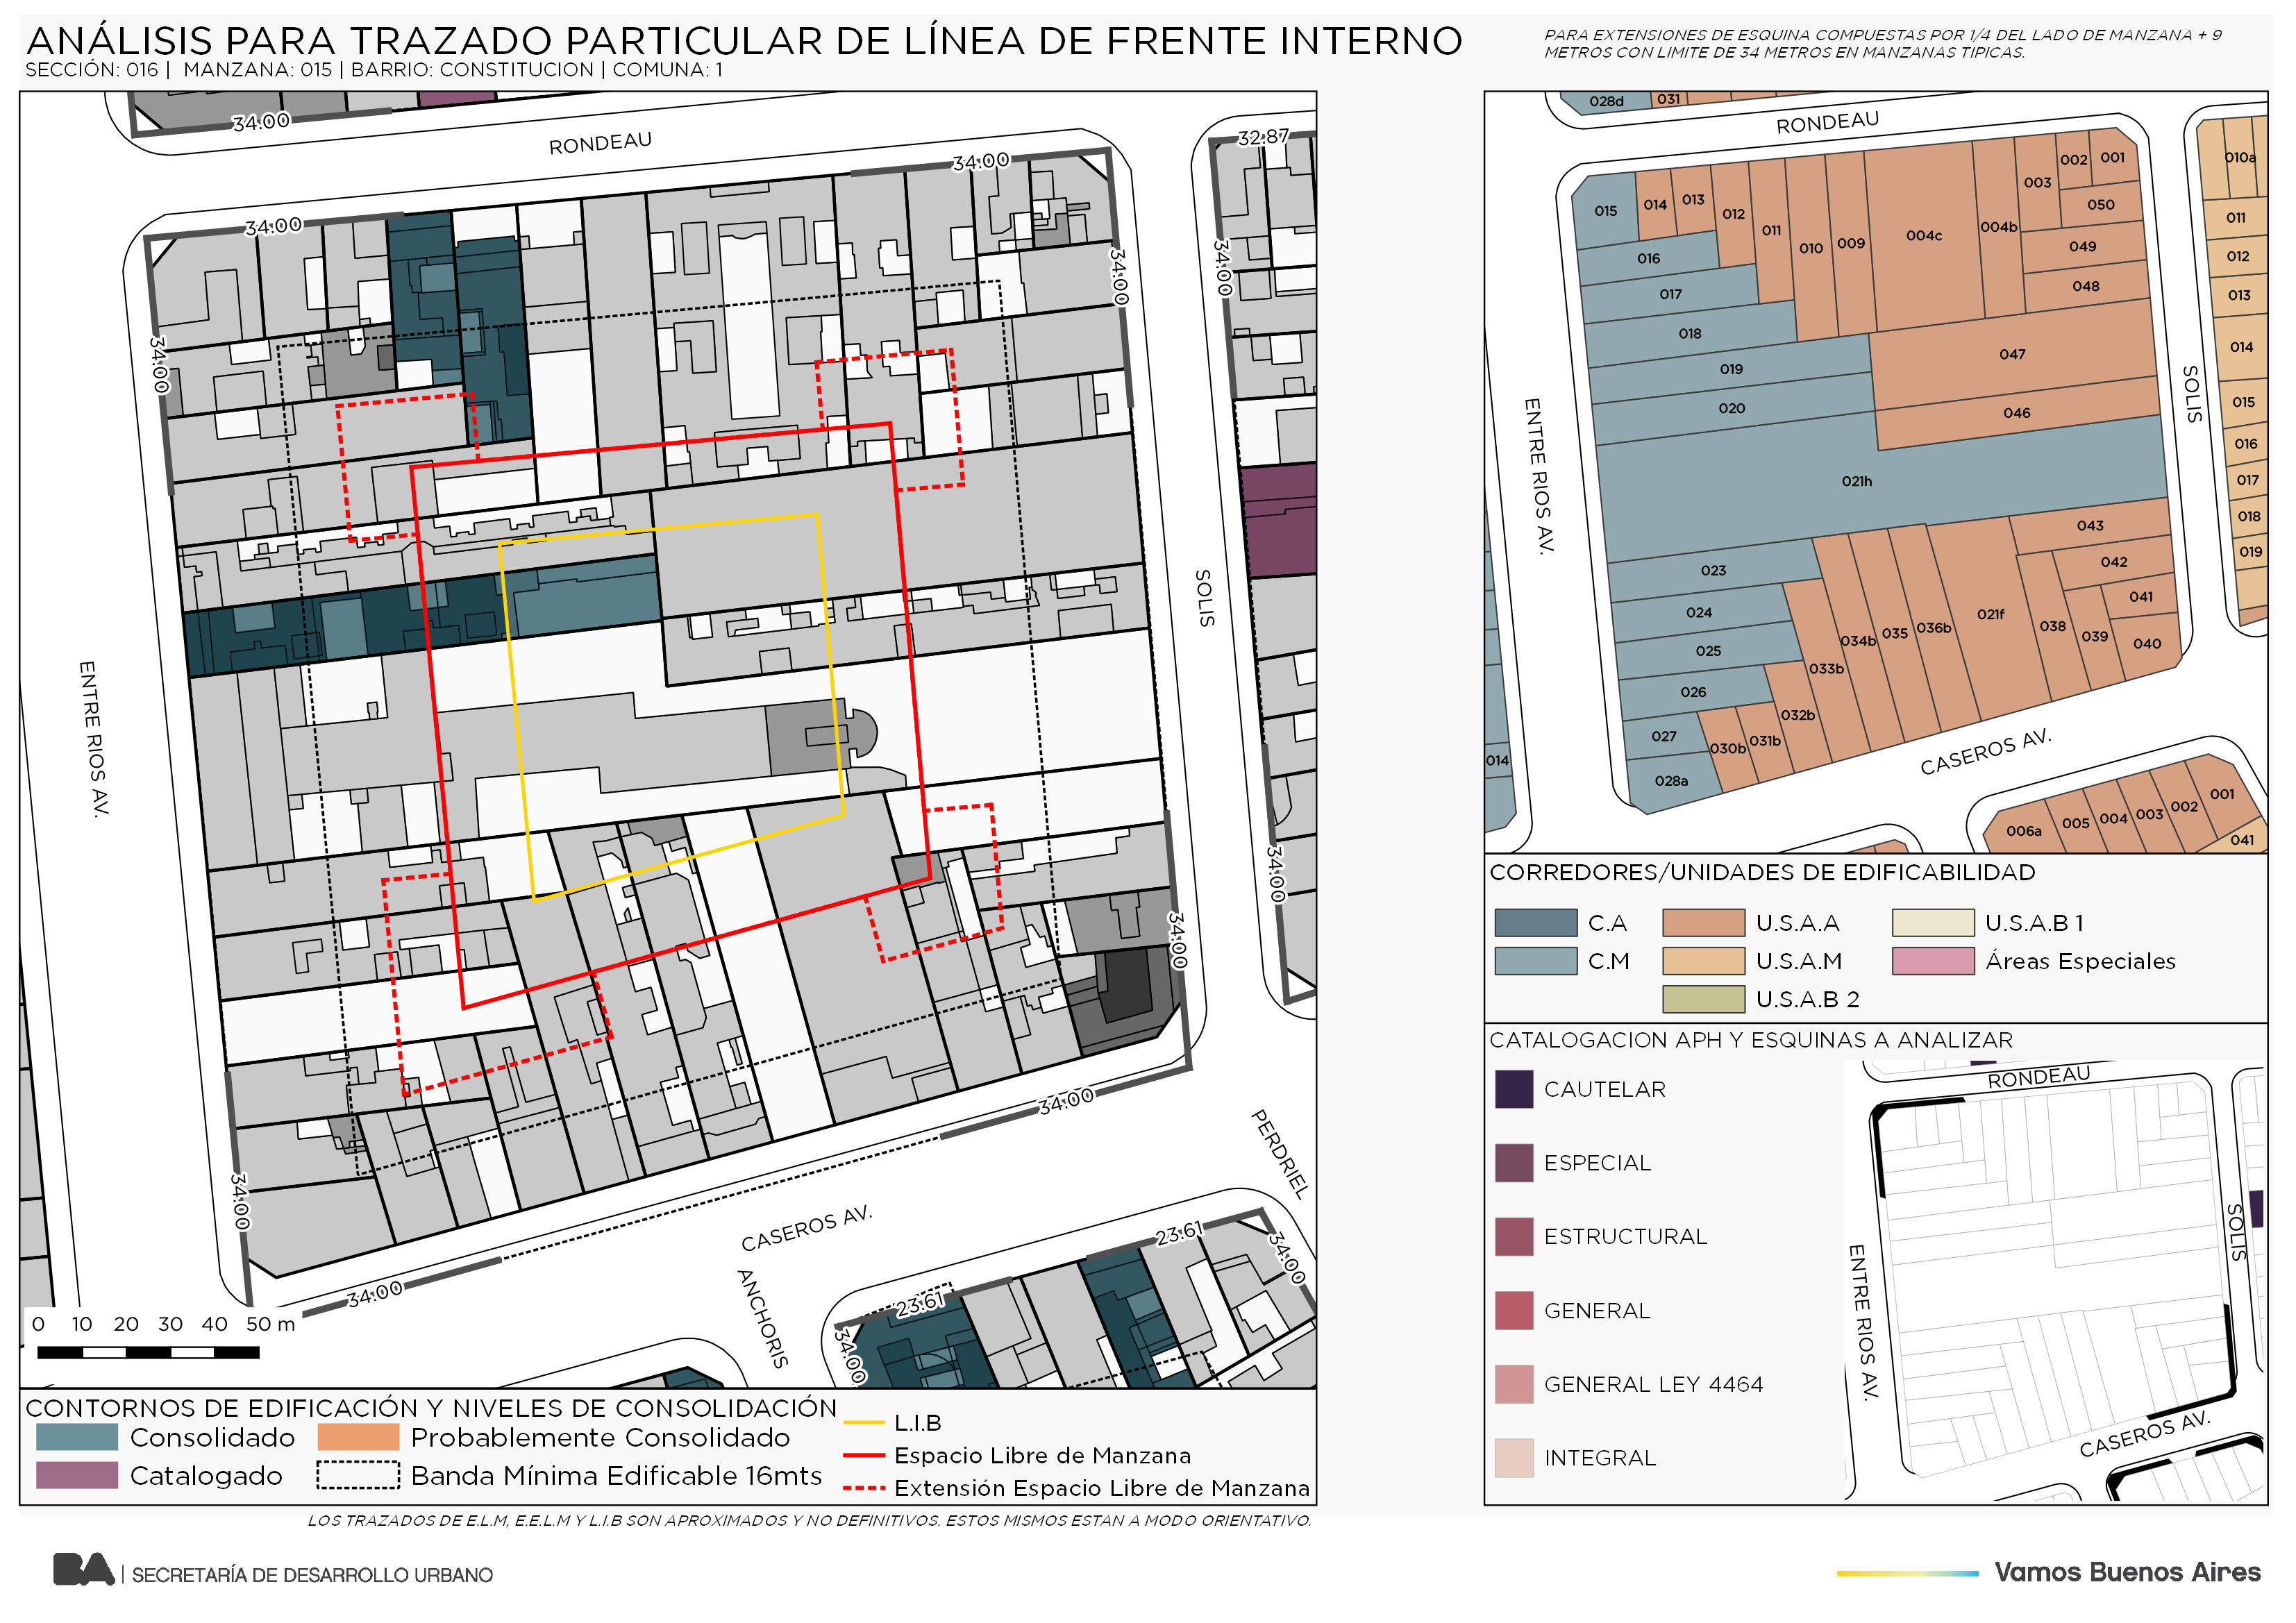 ANÁLISIS PARA TRAZADO PARTICULAR DE LÍNEA DE FRENTE INTERNO
SECCIÓN: 016 | MANZANA: 015 | BARRIO: CONSTITUCION | COMUNA: 1
PARA EXTENSIONES DE ESQUINA COMPUESTAS POR 1/4 DEL LADO DE MANZANA + 9
METROS CON LIMITE DE 34 METROS EN MANZANAS TIPICAS.
34.00
RONDEAU
34.00
32.87
34.00
34.00
34.00
34.00
ENTRE RIOS AV.
SOLIS
34.00
34.00
34.00
34.00
34.00
CASEROS AV.
PERDRIEL
ANCHORIS
23.61
23.61
34.00
34.00
0 10 20 30 40 50 m
CONTORNOS DE EDIFICACIÓN Y NIVELES DE CONSOLIDACIÓN
Consolidado
Probablemente Consolidado
Catalogado
Banda Mínima Edificable 16mts
L.I.B
Espacio Libre de Manzana
Extensión Espacio Libre de Manzana
028d
031
RONDEAU
015
014
013
012
011
010
009
004c
004b
003
002
001
050
049
048
047
046
016
017
018
019
020
021h
023
024
025
026
027
028a
030b
031b
032b
033b
034b
035
036b
021f
038
039
040
041
042
043
010a
011
012
013
014
015
016
017
018
019
014
ENTRE RIOS AV.
SOLIS
CASEROS AV.
006a
005
004
003
002
001
041
CORREDORES/UNIDADES DE EDIFICABILIDAD
C.A
U.S.A.A
U.S.A.B 1
C.M
U.S.A.M
Áreas Especiales
U.S.A.B 2
CATALOGACION APH Y ESQUINAS A ANALIZAR
CAUTELAR
ESPECIAL
ESTRUCTURAL
GENERAL
GENERAL LEY 4464
INTEGRAL
RONDEAU
SOLIS
ENTRE RIOS AV.
CASEROS AV.
LOS TRAZADOS DE E.L.M, E.E.L.M Y L.I.B SON APROXIMADOS Y NO DEFINITIVOS. ESTOS MISMOS ESTAN A MODO ORIENTATIVO.
BA | SECRETARÍA DE DESARROLLO URBANO
Vamos Buenos Aires